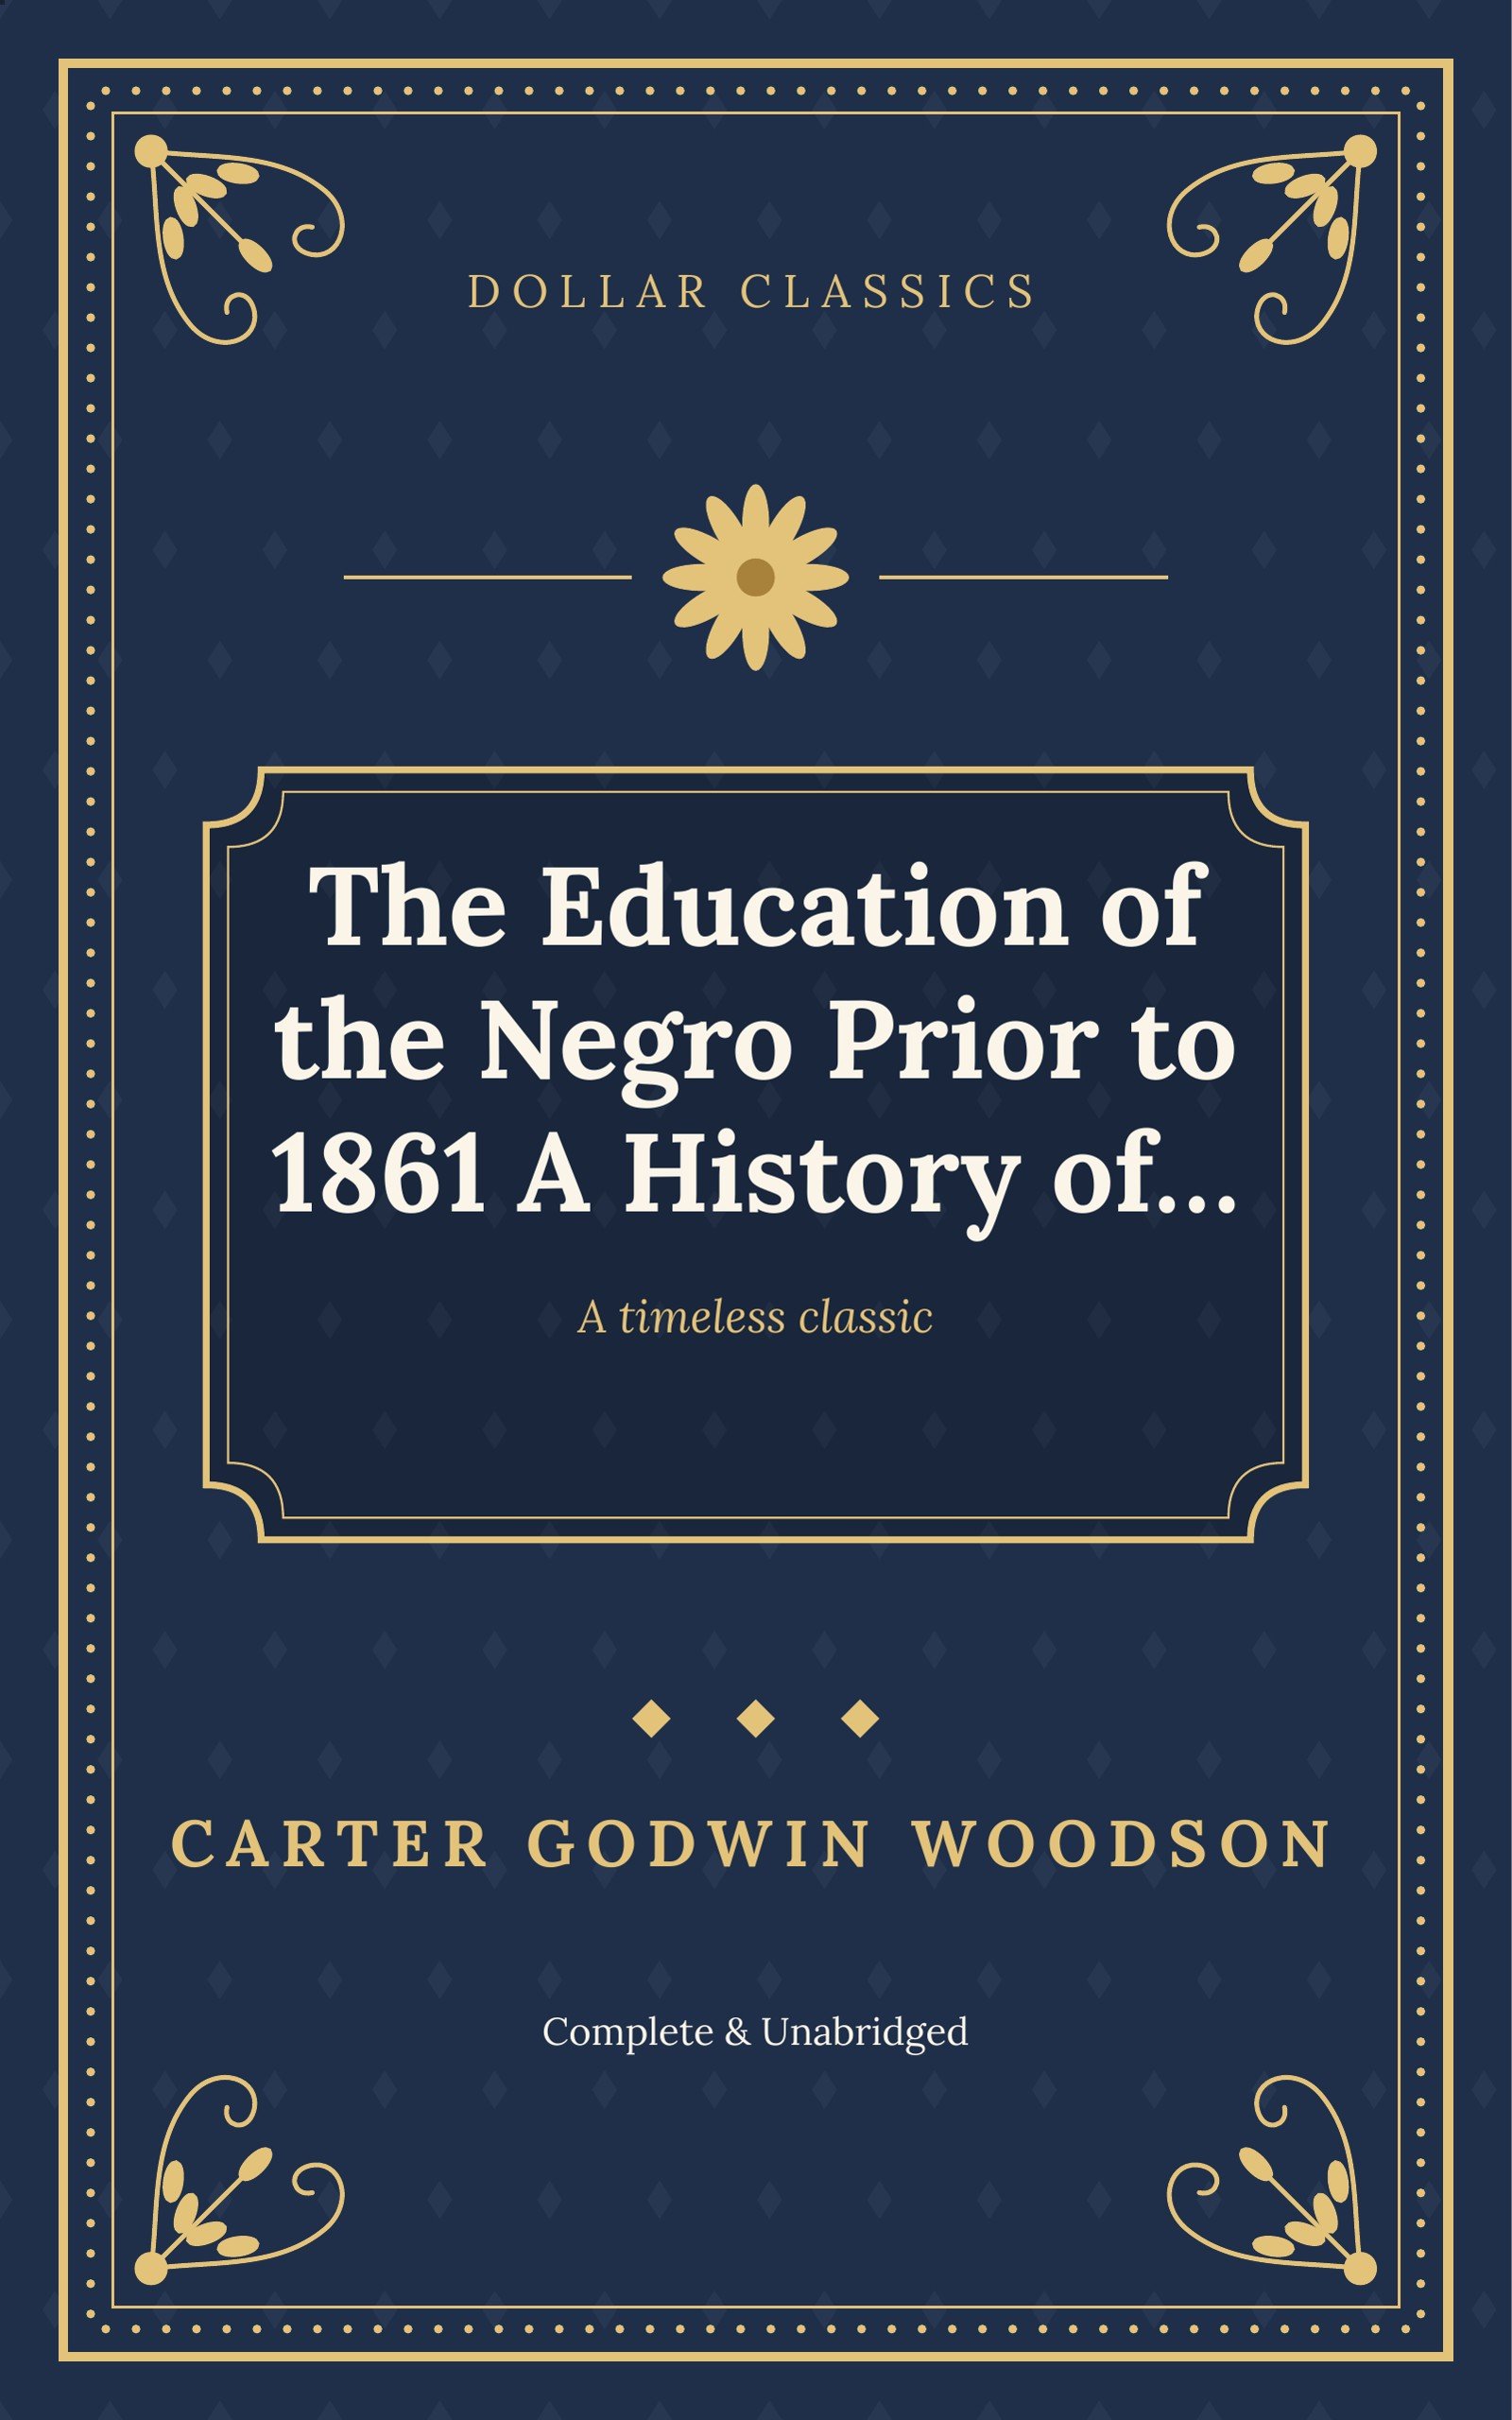 DOLLAR CLASSICS
The Education of
the Negro Prior to
1861 A History of...
A timeless classic
CARTER GODWIN WOODSON
Complete & Unabridged